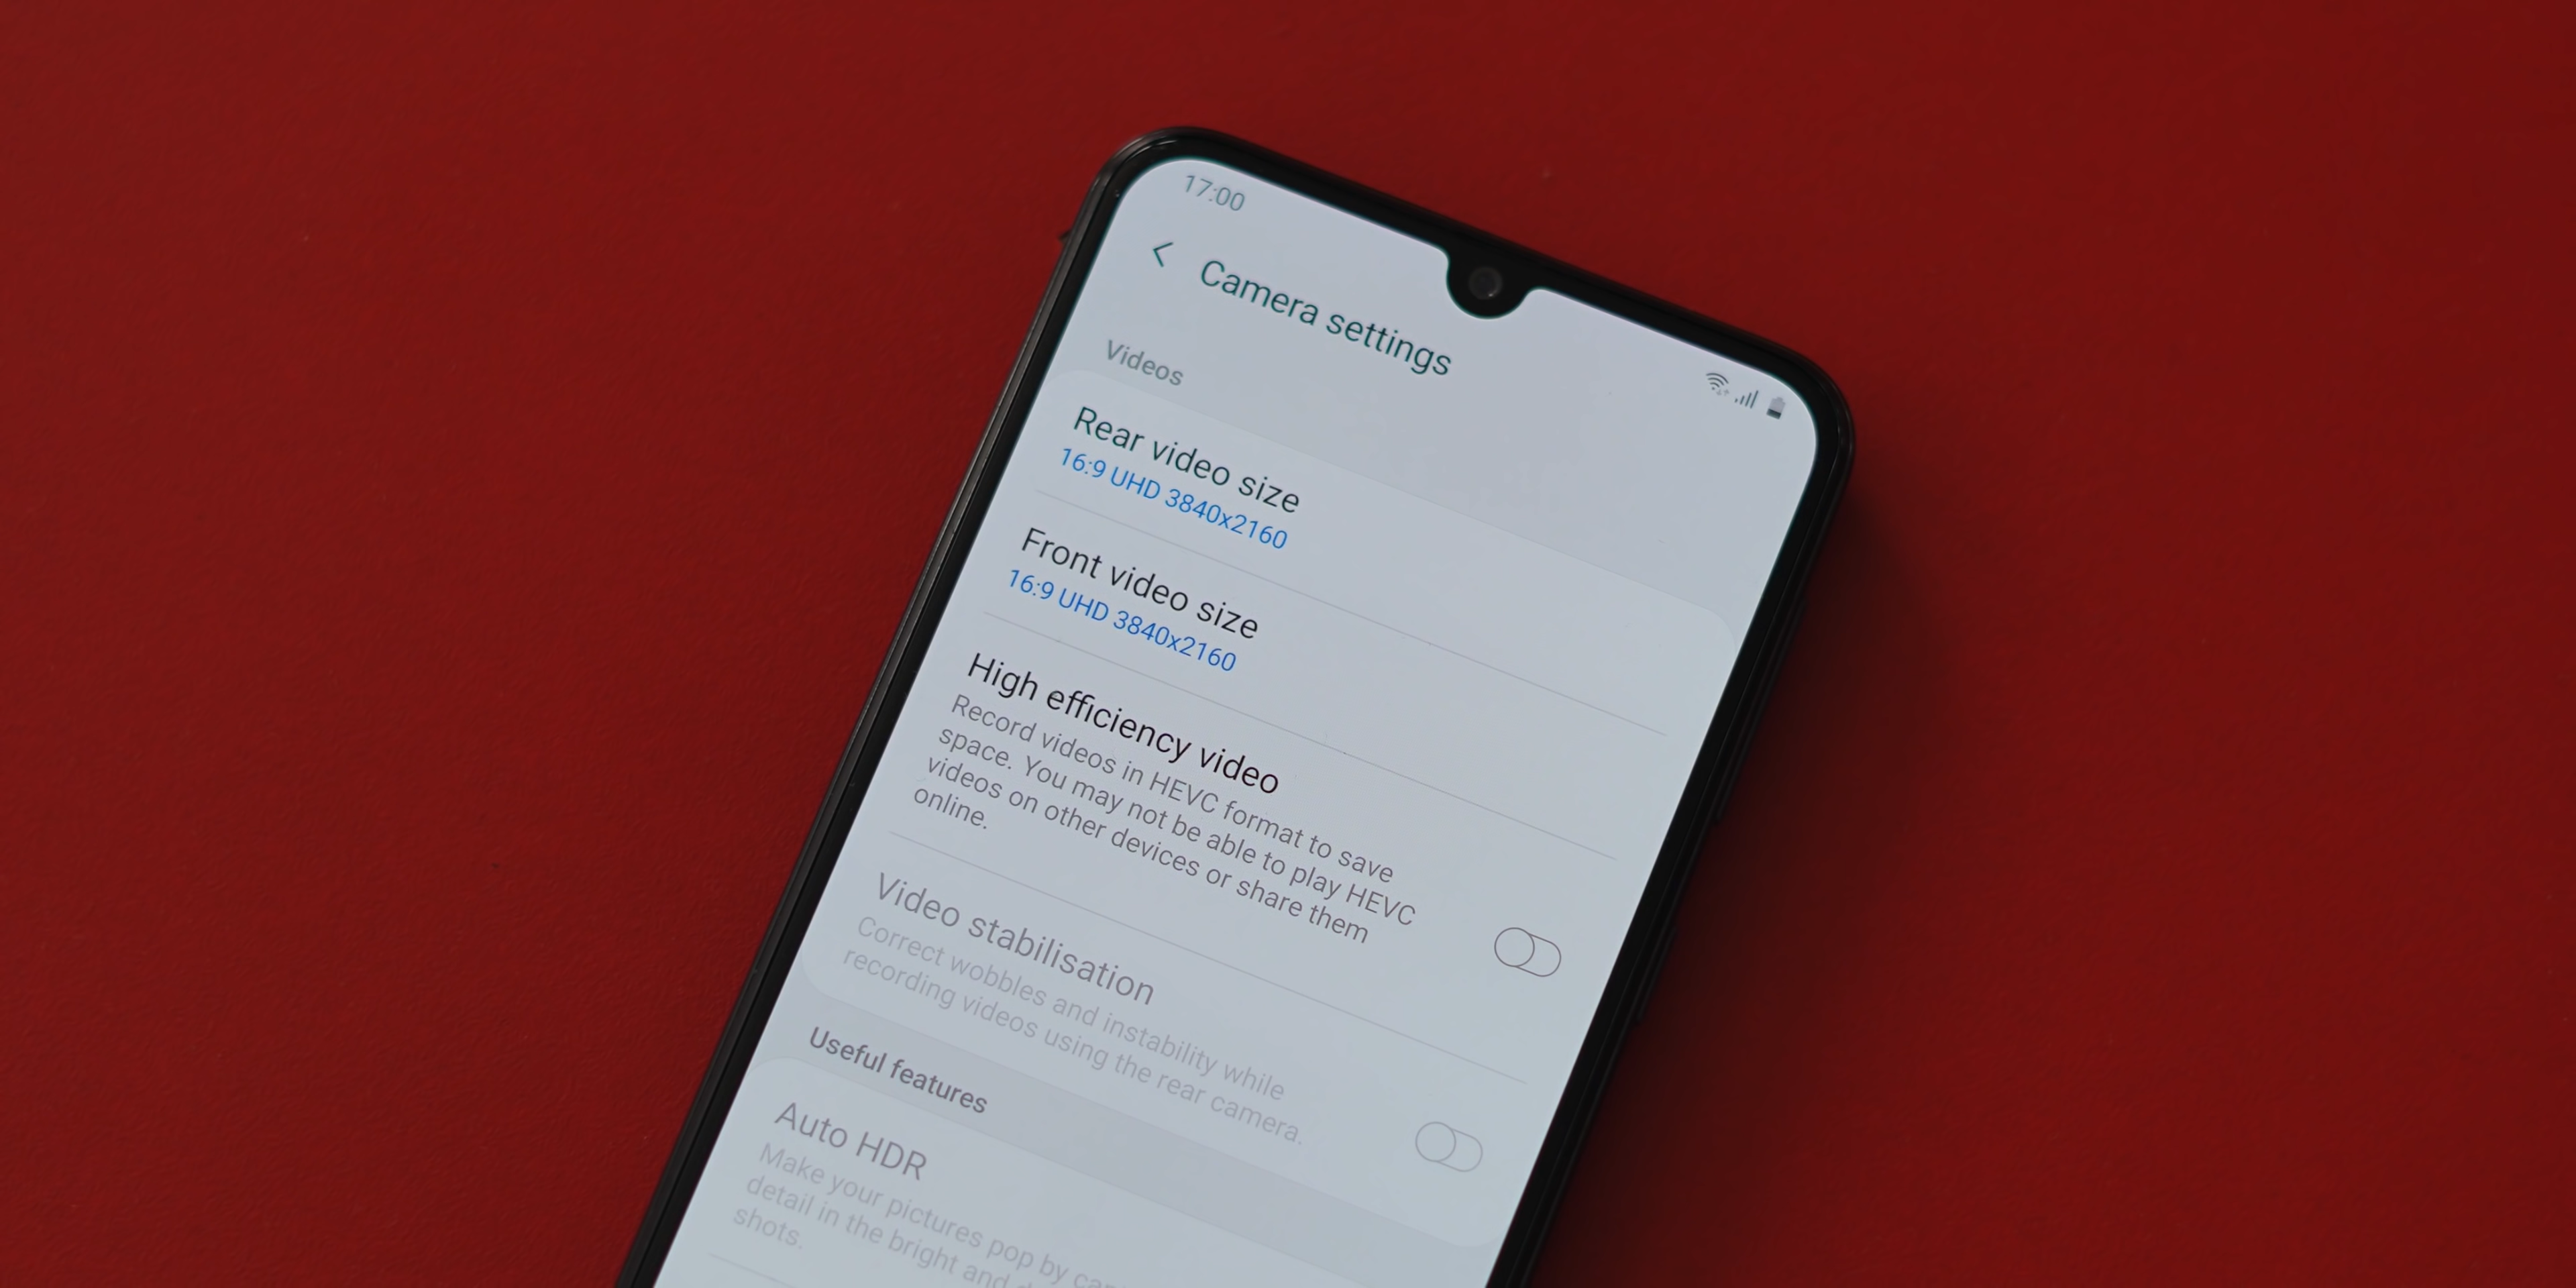 17:00
Camera settings
Videos
Rear video size
16:9 UHD 3840x2160
Front video size
16:9 UHD 3840x2160
High efficiency video
Record videos in HEVC format to save
space. You may not be able to play HEVC
videos on other devices or share them
online.
Video stabilisation
Correct wobbles and instability while
recording videos using the rear camera.
Useful features
Auto HDR
Make your pictures pop by
detail in the bright and
shots.